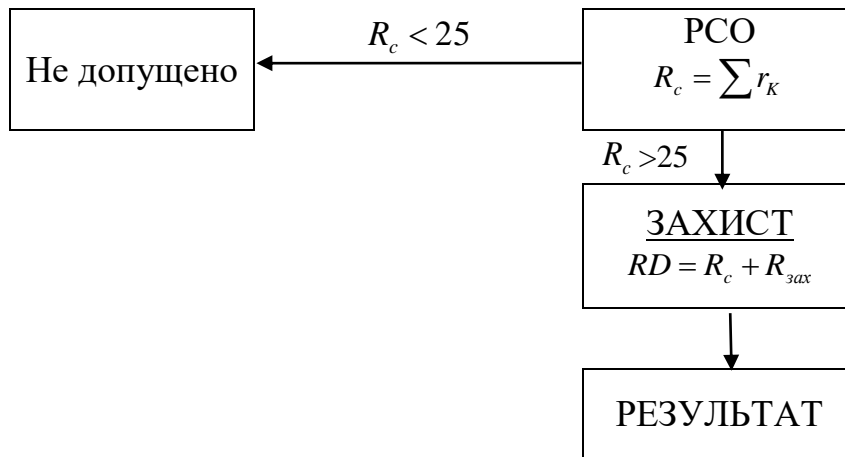 Не допущено
R_c < 25
РСО
R_c = ∑ r_K
R_c >25
ЗАХИСТ
RD = R_c + R_зах
РЕЗУЛЬТАТ